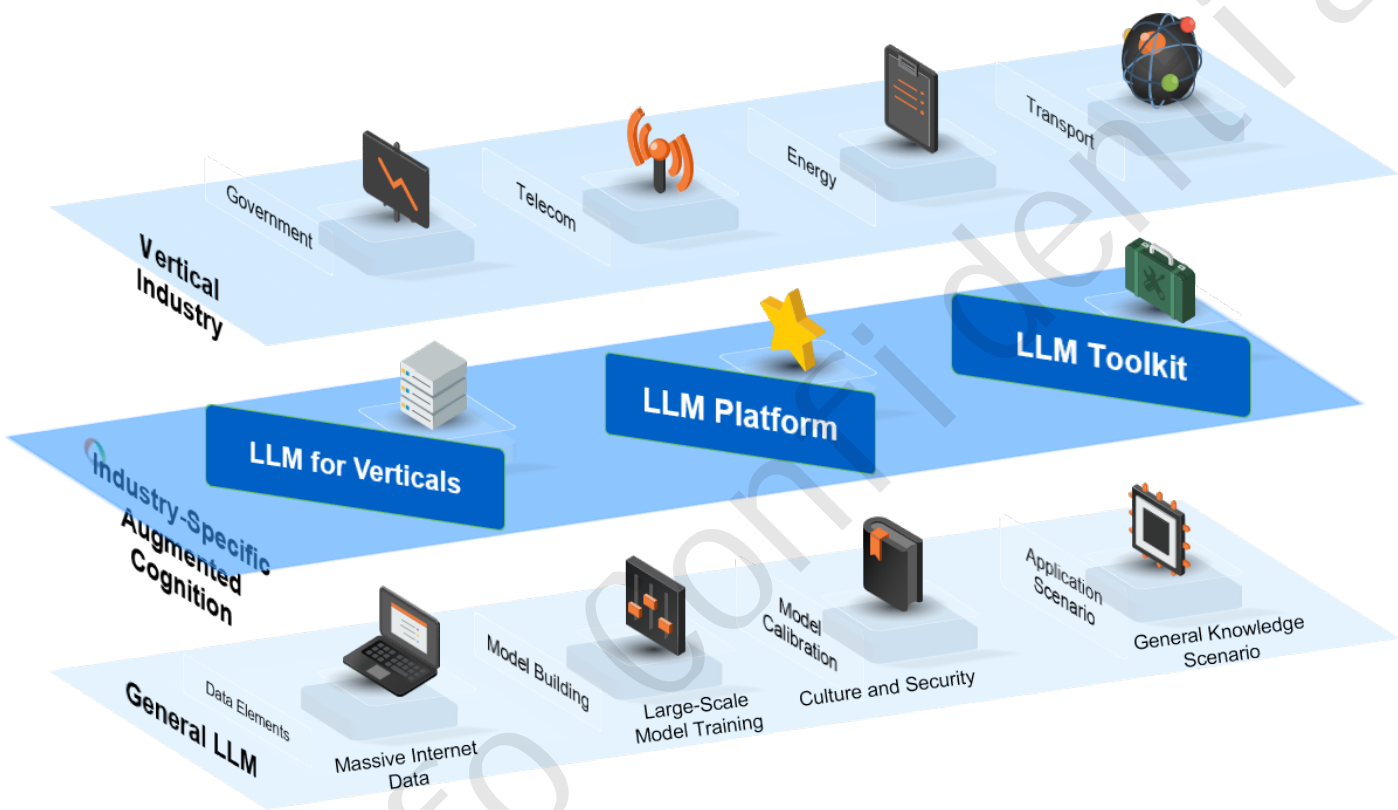 Government
Telecom
Energy
Transport
Vertical
Industry
LLM for Verticals
LLM Platform
LLM Toolkit
Industry-Specific
Augmented
Cognition
Data Elements
Model Building
Model
Calibration
Application
Scenario
General LLM
Massive Internet
Data
Large-Scale
Model Training
Culture and Security
General Knowledge
Scenario